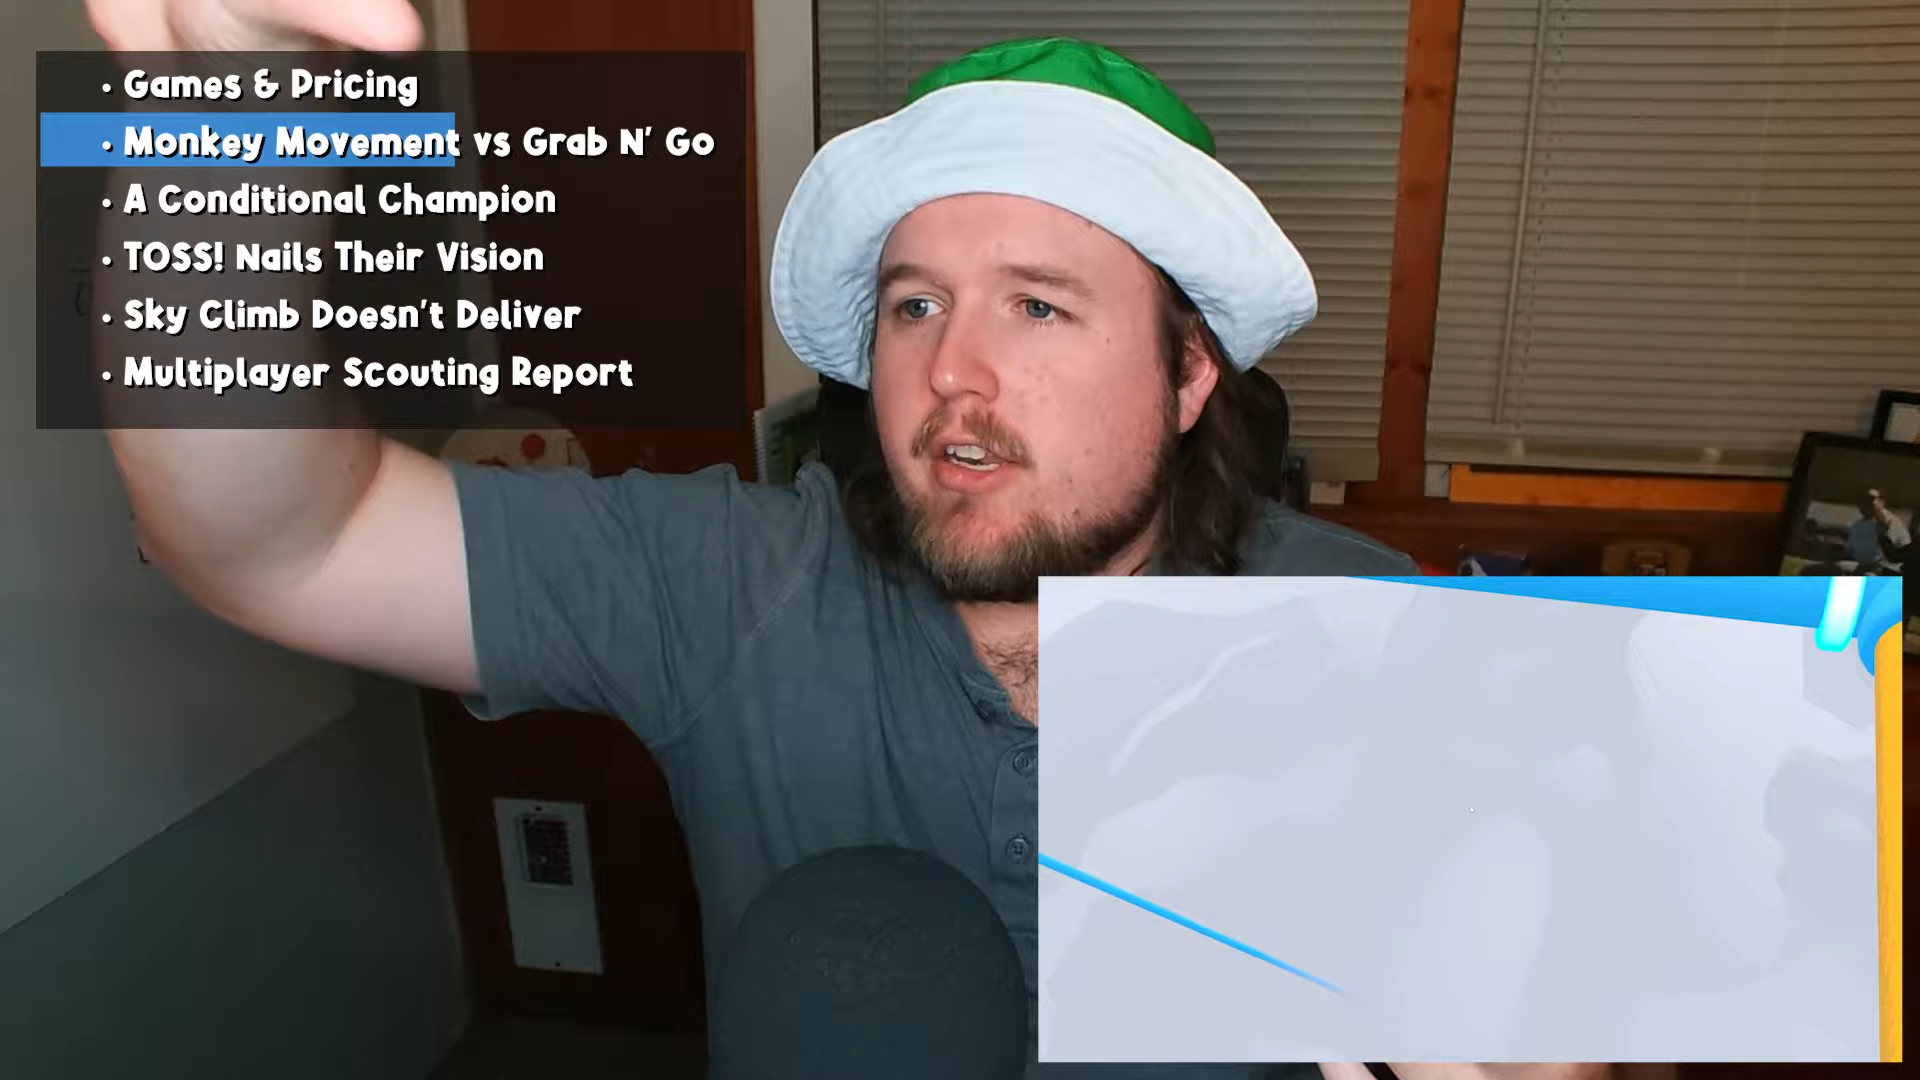 • Games & Pricing
• Monkey Movement vs Grab N' Go
• A Conditional Champion
• TOSS! Nails Their Vision
• Sky Climb Doesn't Deliver
• Multiplayer Scouting Report